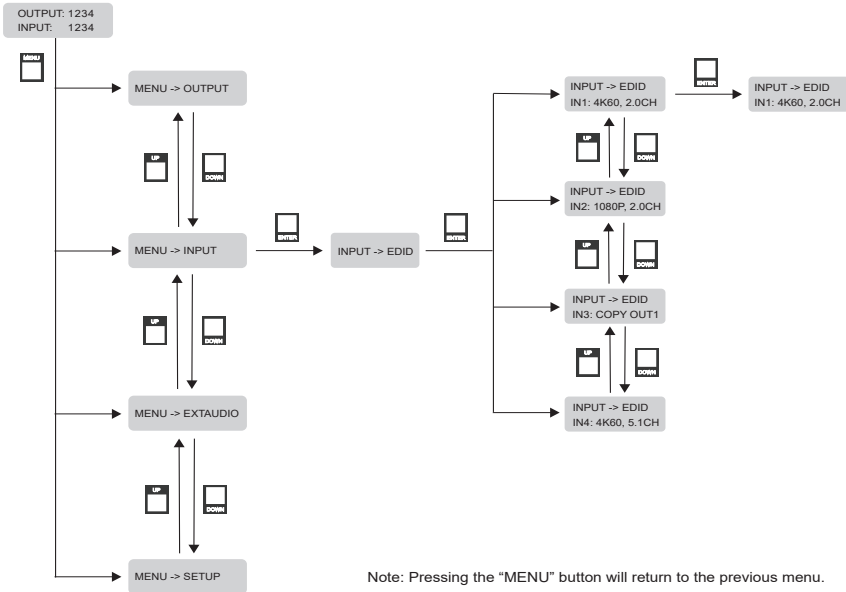 OUTPUT: 1234
INPUT: 1234
MENU
MENU -> OUTPUT
UP
DOWN
MENU -> INPUT
ENTER
INPUT -> EDID
ENTER
UP
DOWN
MENU -> EXTAUDIO
UP
DOWN
MENU -> SETUP
INPUT -> EDID
IN1: 4K60, 2.0CH
ENTER
INPUT -> EDID
IN1: 4K60, 2.0CH
UP
DOWN
INPUT -> EDID
IN2: 1080P, 2.0CH
UP
DOWN
INPUT -> EDID
IN3: COPY OUT1
UP
DOWN
INPUT -> EDID
IN4: 4K60, 5.1CH
Note: Pressing the “MENU” button will return to the previous menu.